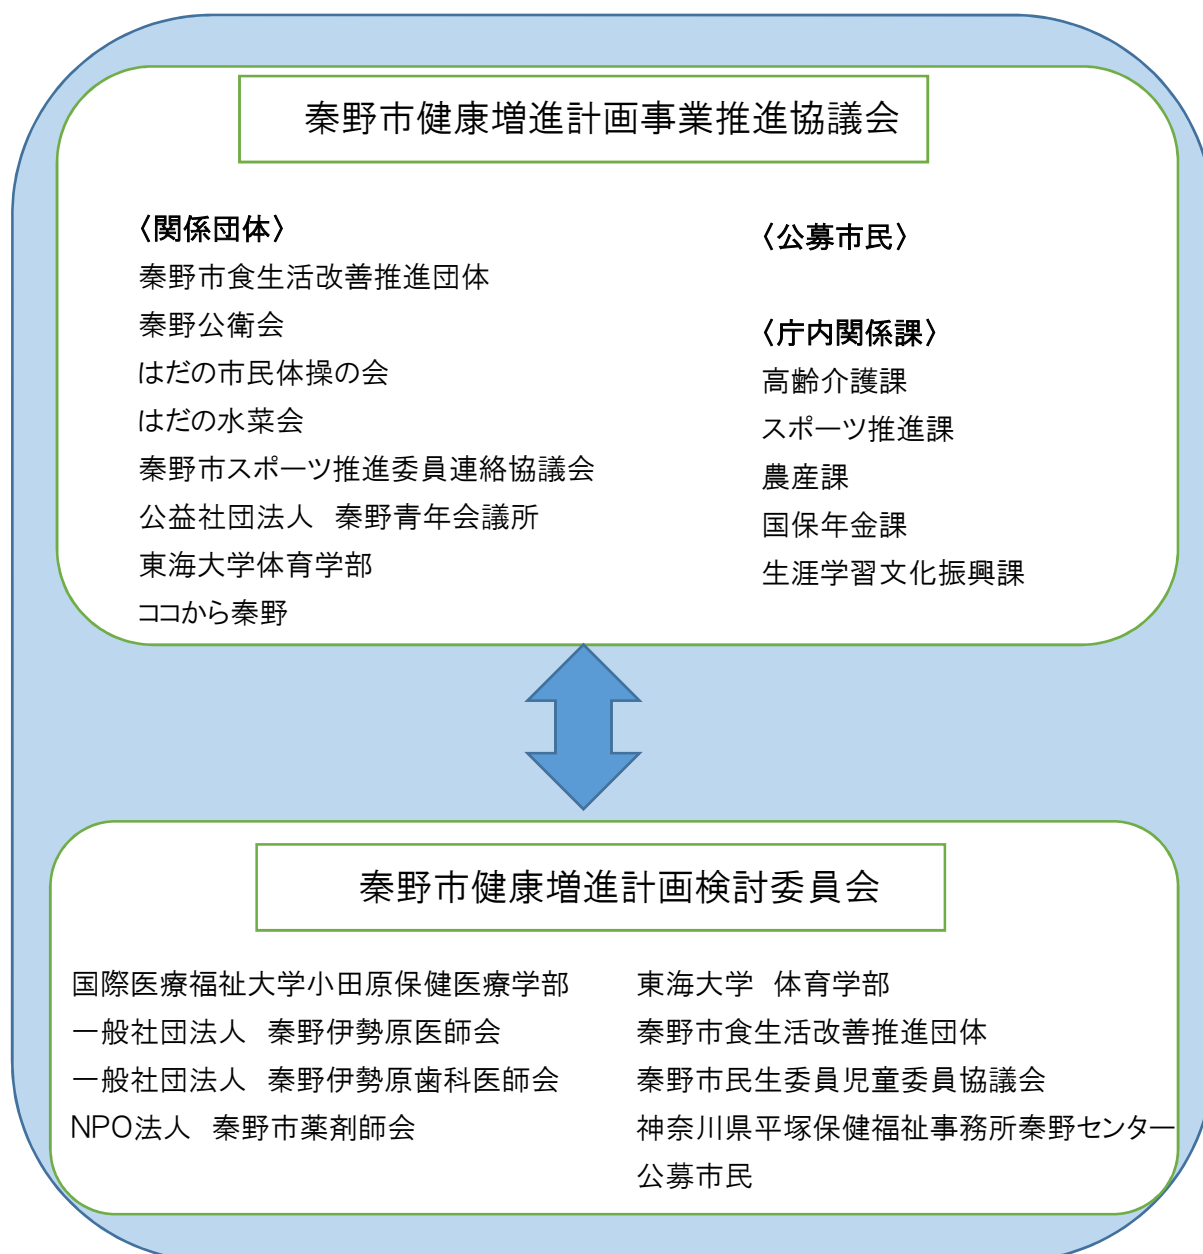 秦野市健康増進計画事業推進協議会
〈関係団体〉
秦野市食生活改善推進団体
秦野公衛会
はだの市民体操の会
はだの水菜会
秦野市スポーツ推進委員連絡協議会
公益社団法人　秦野青年会議所
東海大学体育学部
ココから秦野
〈公募市民〉
〈庁内関係課〉
高齢介護課
スポーツ推進課
農産課
国保年金課
生涯学習文化振興課
秦野市健康増進計画検討委員会
国際医療福祉大学小田原保健医療学部
一般社団法人　秦野伊勢原医師会
一般社団法人　秦野伊勢原歯科医師会
NPO法人　秦野市薬剤師会
東海大学　体育学部
秦野市食生活改善推進団体
秦野市民生委員児童委員協議会
神奈川県平塚保健福祉事務所秦野センター
公募市民